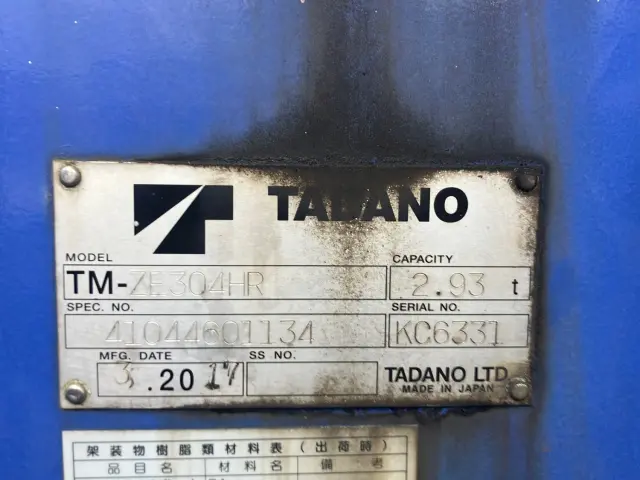 TADANO
MODEL
CAPACITY
TM-ZE304HR
2.93 t
SPEC. NO.
SERIAL NO.
41044601134
KC6331
MFG. DATE
SS NO.
3 .2017
TADANO LTD.
MADE IN JAPAN
架装物樹脂類材料表(出荷時)
品目名 材料名 備考